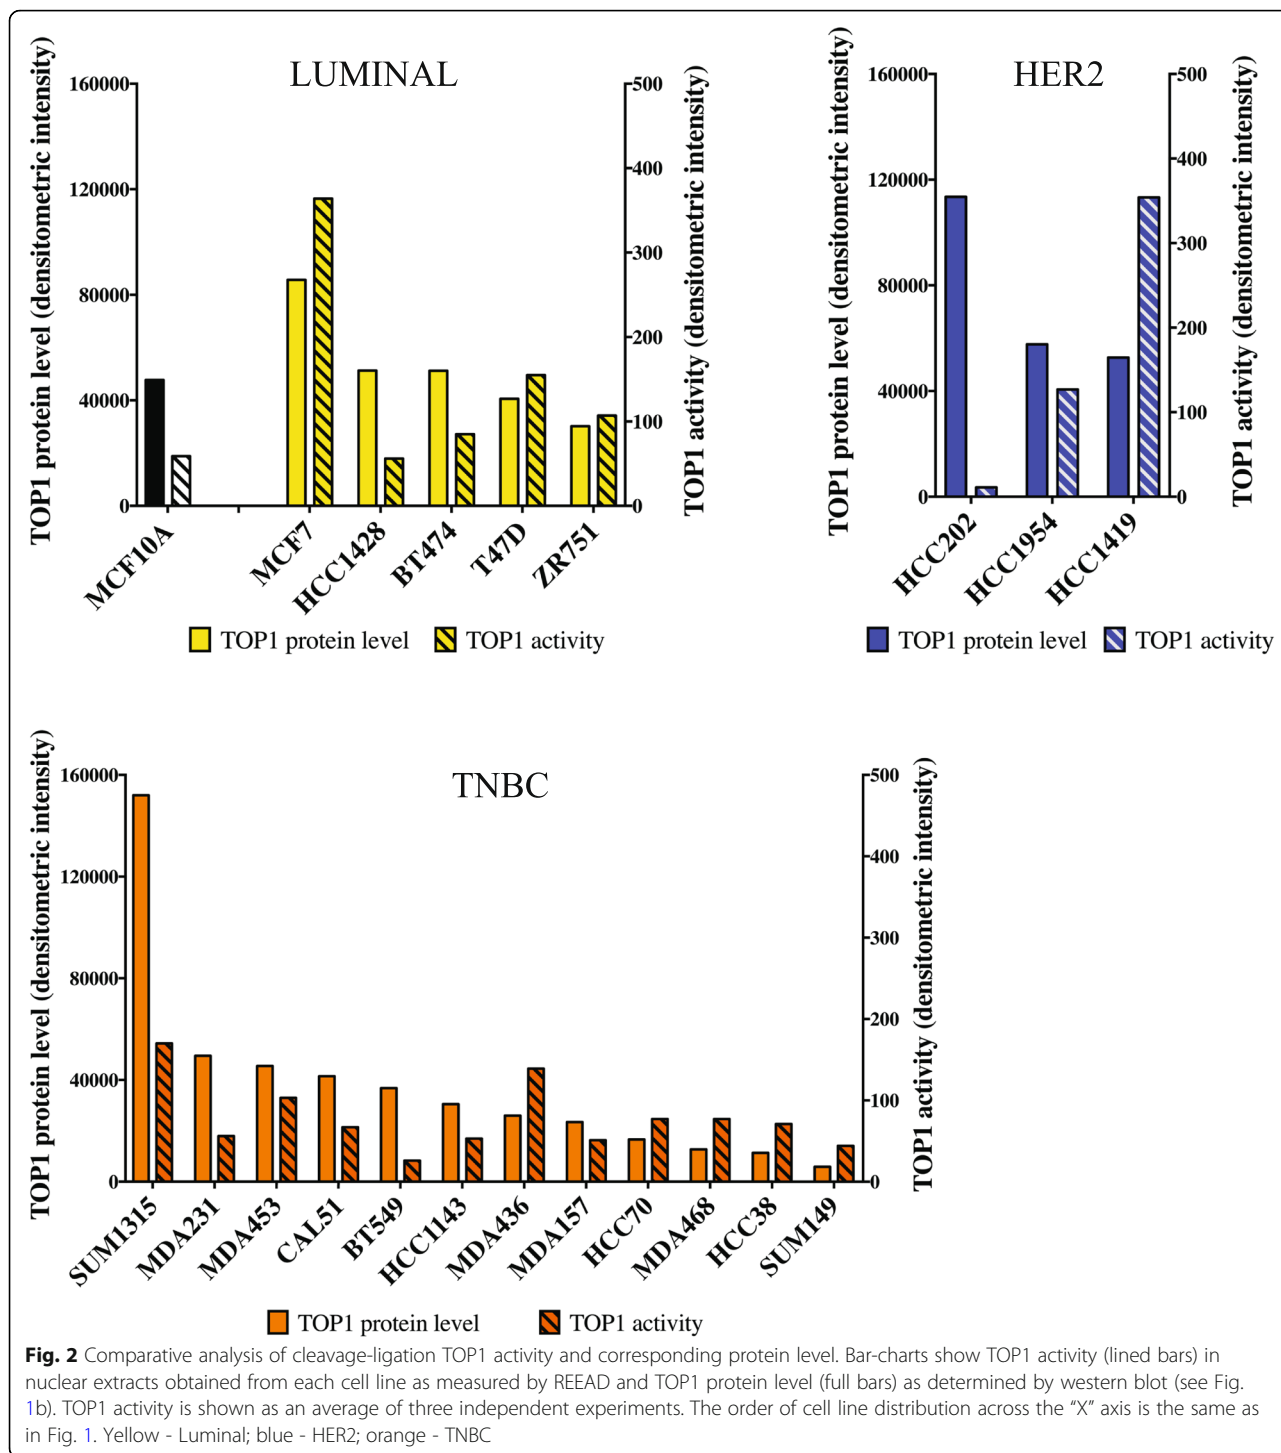 LUMINAL
TOP1 protein level (densitometric intensity)
160000
120000
80000
40000
0
500
400
300
200
100
0
TOP1 activity (densitometric intensity)
MCF10A
MCF7
HCC1428
BT474
T47D
ZR751
TOP1 protein level TOP1 activity
HER2
TOP1 protein level (densitometric intensity)
160000
120000
80000
40000
0
500
400
300
200
100
0
TOP1 activity (densitometric intensity)
HCC202
HCC1954
HCC1419
TOP1 protein level TOP1 activity
TNBC
TOP1 protein level (densitometric intensity)
160000
120000
80000
40000
0
500
400
300
200
100
0
TOP1 activity (densitometric intensity)
SUM1315
MDA231
MDA453
CAL51
BT549
HCC1143
MDA436
MDA157
HCC70
MDA468
HCC38
SUM149
TOP1 protein level TOP1 activity
Fig. 2 Comparative analysis of cleavage-ligation TOP1 activity and corresponding protein level. Bar-charts show TOP1 activity (lined bars) in
nuclear extracts obtained from each cell line as measured by REEAD and TOP1 protein level (full bars) as determined by western blot (see Fig.
1b). TOP1 activity is shown as an average of three independent experiments. The order of cell line distribution across the “X” axis is the same as
in Fig. 1. Yellow - Luminal; blue - HER2; orange - TNBC